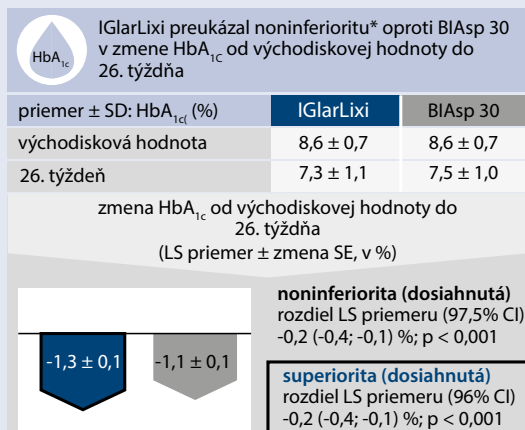 HbA1c
IGlarLixi preukázal noninferioritu* oproti BIAsp 30
v zmene HbA1C od východiskovej hodnoty do
26. týždňa
priemer ± SD: HbA1c( (%) IGlarLixi BIAsp 30
východisková hodnota 8,6 ± 0,7 8,6 ± 0,7
26. týždeň 7,3 ± 1,1 7,5 ± 1,0
zmena HbA1c od východiskovej hodnoty do
26. týždňa
(LS priemer ± zmena SE, v %)
-1,3 ± 0,1 -1,1 ± 0,1
noninferiorita (dosiahnutá)
rozdiel LS priemeru (97,5% CI)
-0,2 (-0,4; -0,1) %; p < 0,001
superiorita (dosiahnutá)
rozdiel LS priemeru (96% CI)
-0,2 (-0,4; -0,1) %; p < 0,001